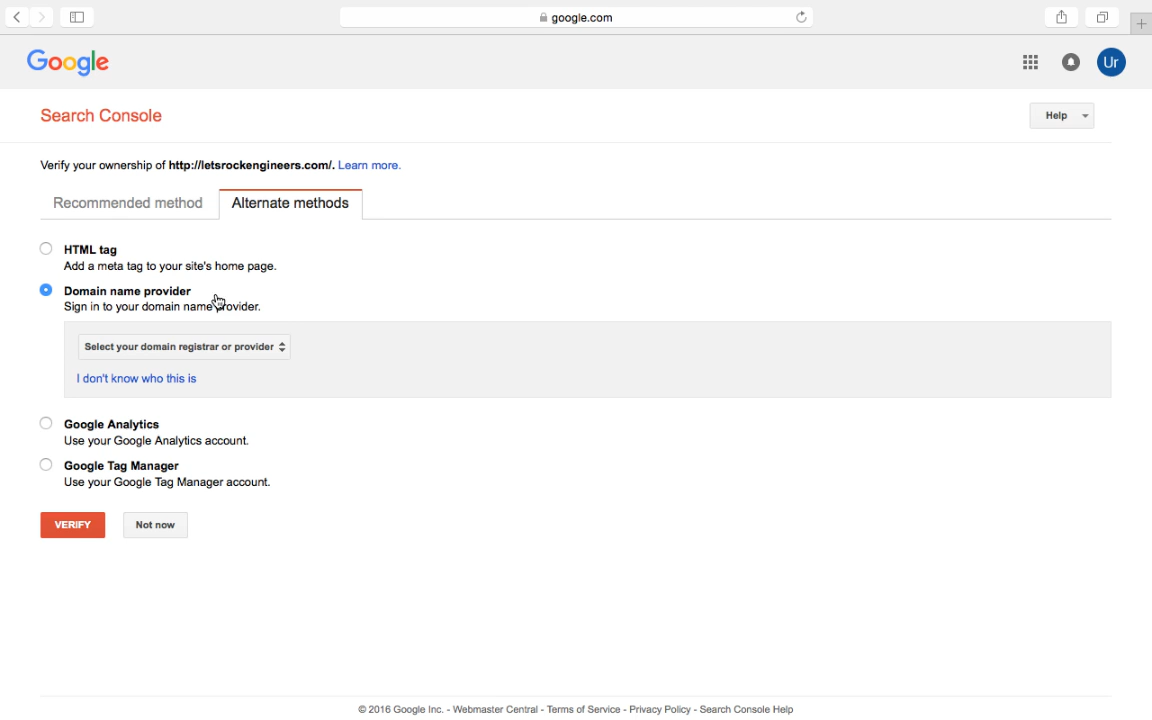 google.com
Google
Ur
Search Console
Help
Verify your ownership of http://letsrockengineers.com/. Learn more.
Recommended method
Alternate methods
HTML tag
Add a meta tag to your site's home page.
Domain name provider
Sign in to your domain name provider.
Select your domain registrar or provider
I don't know who this is
Google Analytics
Use your Google Analytics account.
Google Tag Manager
Use your Google Tag Manager account.
VERIFY
Not now
© 2016 Google Inc. - Webmaster Central - Terms of Service - Privacy Policy - Search Console Help